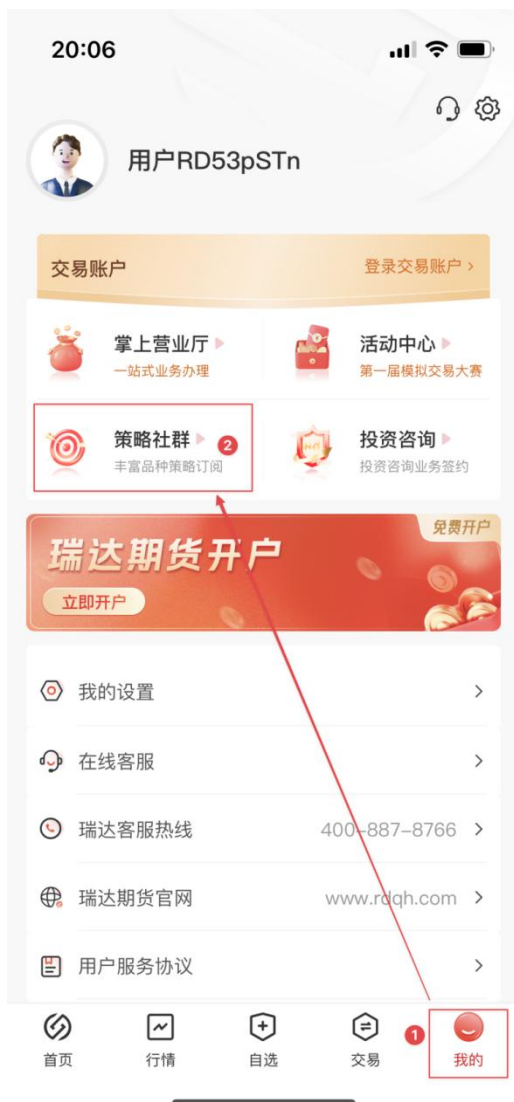 20:06
用户RD53pSTn
交易账户
登录交易账户
掌上营业厅
一站式业务办理
活动中心
第一届模拟交易大赛
策略社群
2
丰富品种策略订阅
投资咨询
投资咨询业务签约
免费开户
瑞达期货开户
立即开户
我的设置
在线客服
瑞达客服热线
400-887-8766
瑞达期货官网
www.rdqh.com
用户服务协议
首页
行情
自选
交易
1
我的